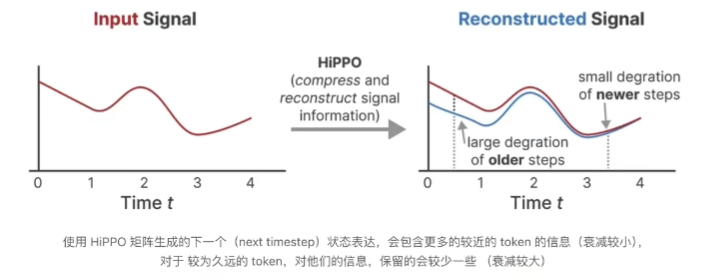 Input Signal
Reconstructed Signal
HiPPO
(compress and
reconstruct signal
information)
small degration
of newer steps
large degration
of older steps
0 1 2 3 4
Time t
0 1 2 3 4
Time t
使用 HiPPO 矩阵生成的下一个（next timestep）状态表达，会包含更多的较近的 token 的信息（衰减较小），
对于 较为久远的 token，对他们的信息，保留的会较少一些 （衰减较大）